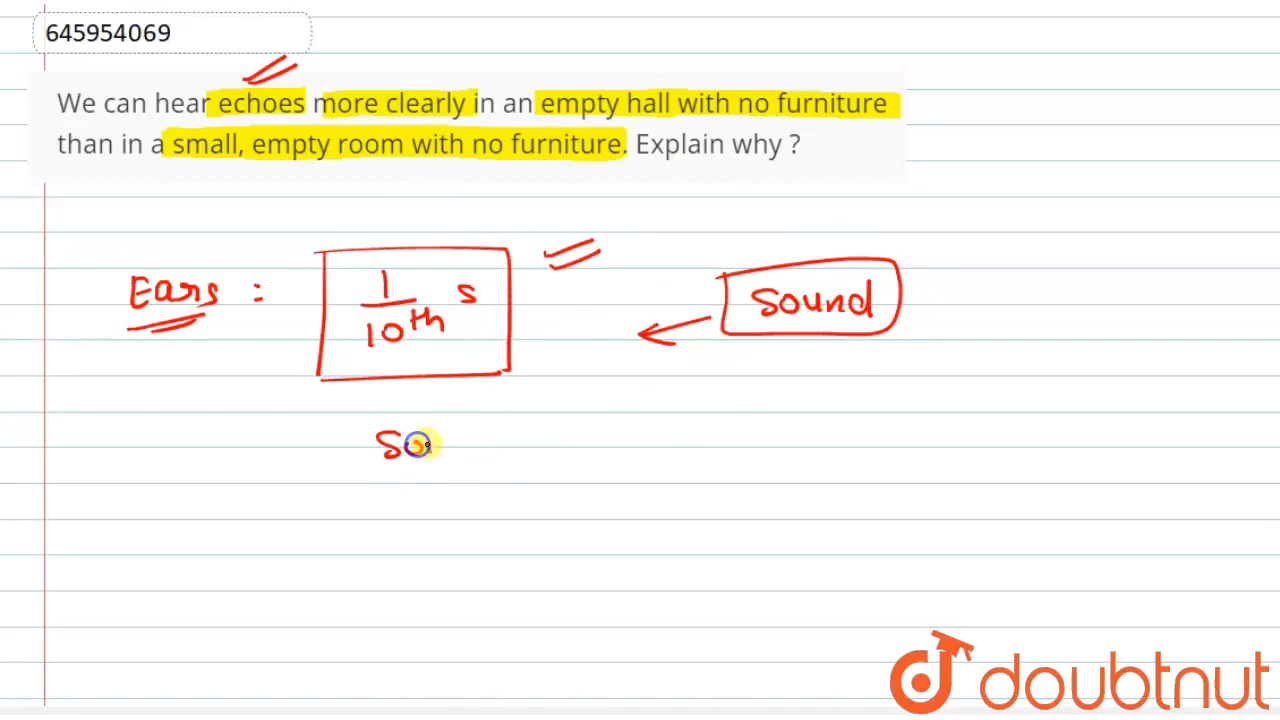 645954069
We can hear echoes more clearly in an empty hall with no furniture
than in a small, empty room with no furniture. Explain why ?
Ears : 1/10th s
Sound
So
doubtnut